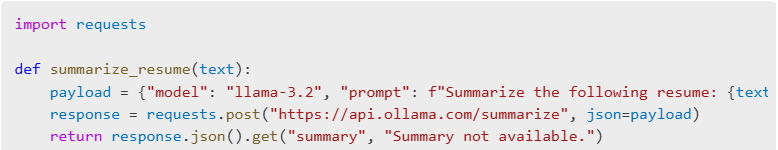 import requests
def summarize_resume(text):
    payload = {"model": "llama-3.2", "prompt": f"Summarize the following resume: {text
    response = requests.post("https://api.ollama.com/summarize", json=payload)
    return response.json().get("summary", "Summary not available.")